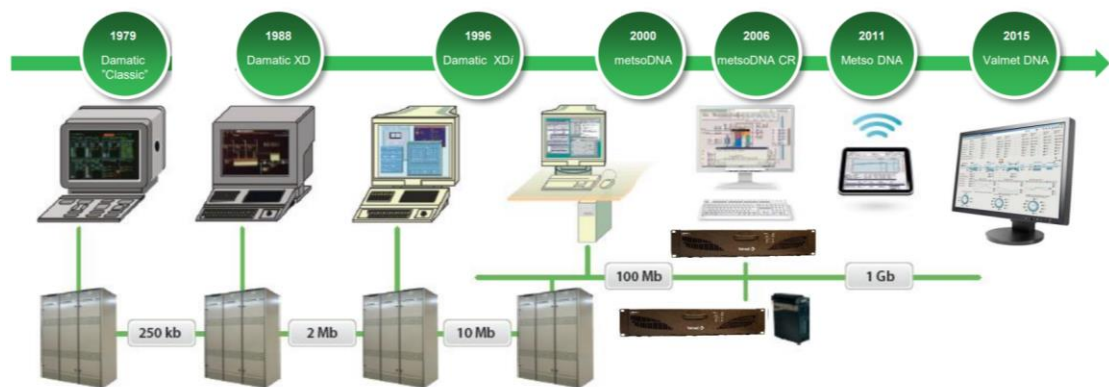 1979
Damatic
"Classic"
1988
Damatic XD
1996
Damatic XDi
2000
metsoDNA
2006
metsoDNA CR
2011
Metso DNA
2015
Valmet DNA
100 Mb
1 Gb
250 kb
2 Mb
10 Mb